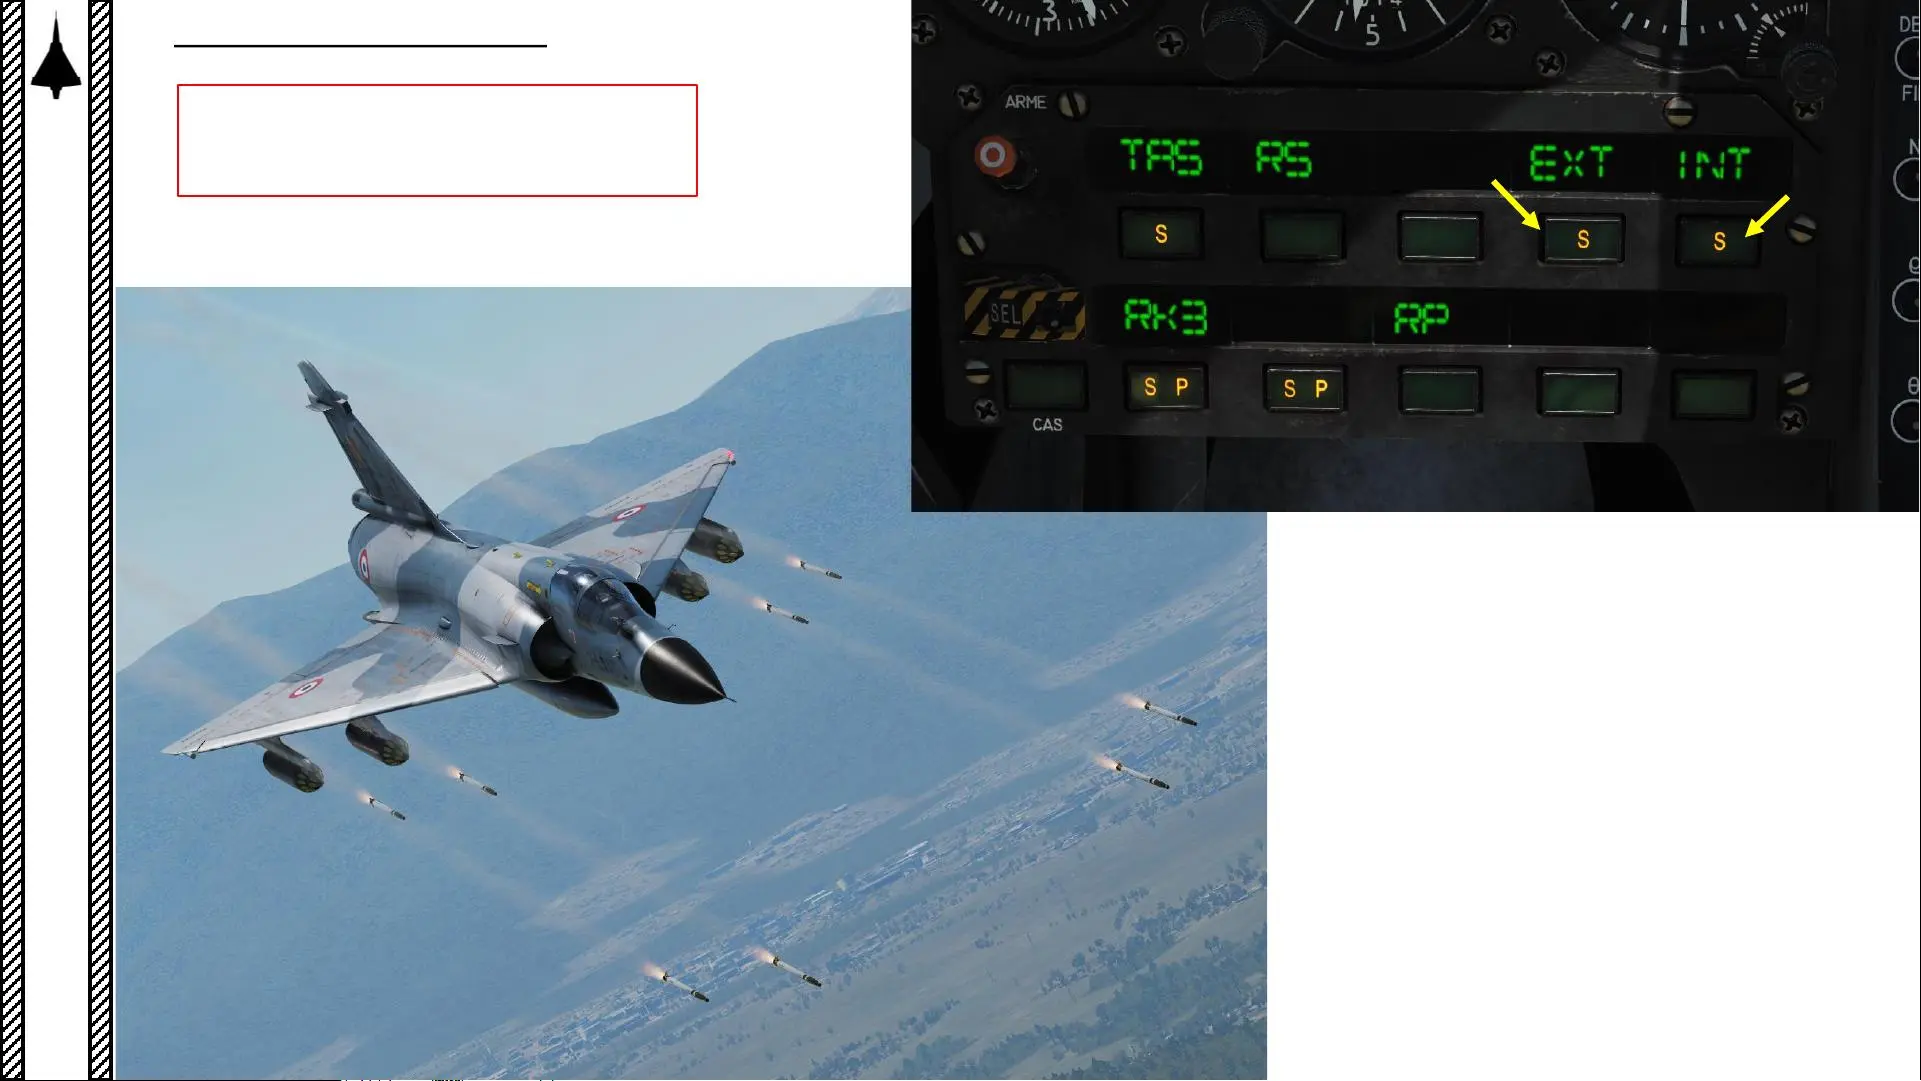 3
5
DE
FI
ARME
TAS RS EXT INT
S S S
SEL
RK3 RP
S P S P
CAS
N
θ